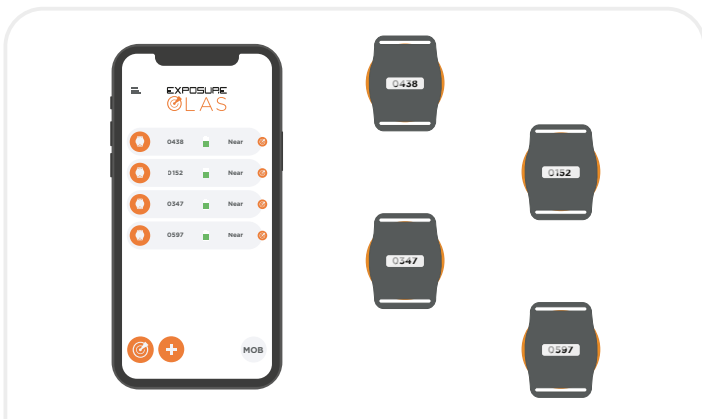 EXPOSURE
OLAS
0438 Near
0152 Near
0347 Near
0597 Near
MOB
0438
0152
0347
0597